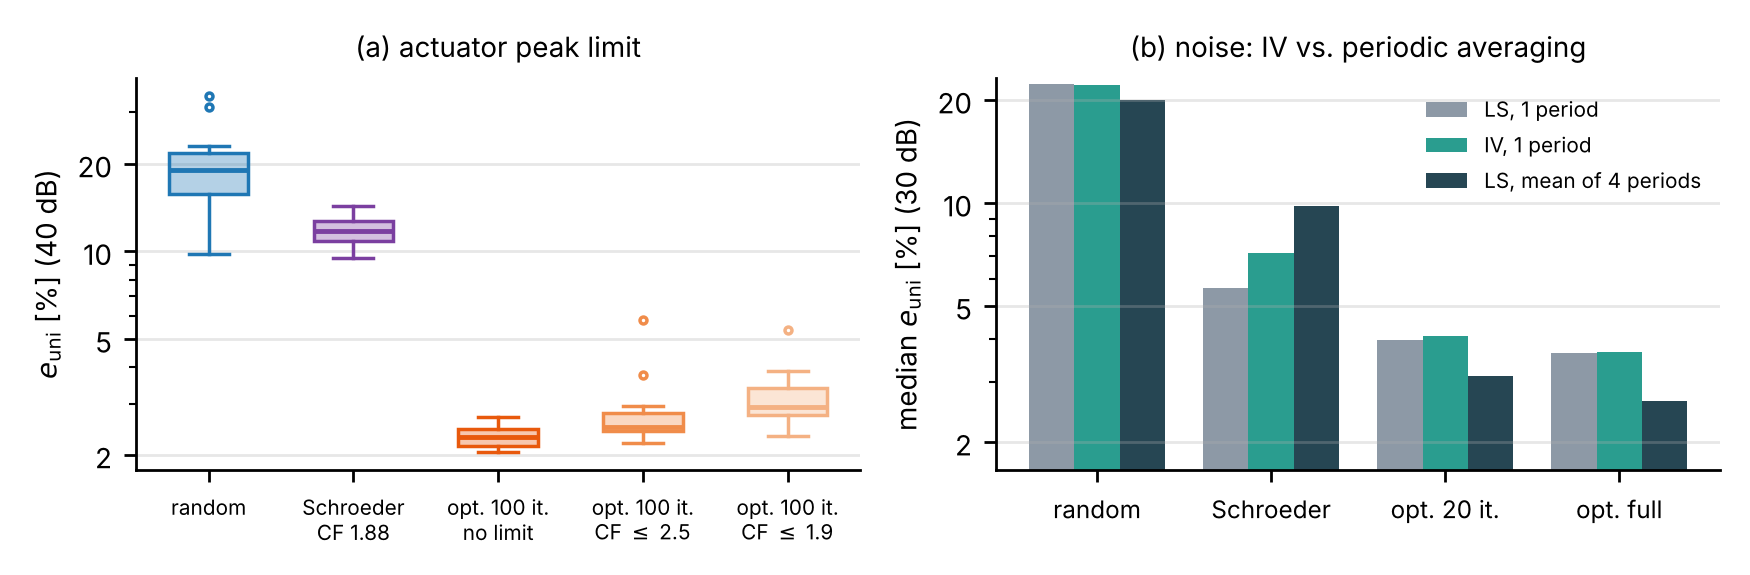 (a) actuator peak limit
e_uni [%] (40 dB)
20
10
5
2
random
Schroeder
CF 1.88
opt. 100 it.
no limit
opt. 100 it.
CF ≤ 2.5
opt. 100 it.
CF ≤ 1.9
(b) noise: IV vs. periodic averaging
median e_uni [%] (30 dB)
20
10
5
2
LS, 1 period
IV, 1 period
LS, mean of 4 periods
random
Schroeder
opt. 20 it.
opt. full